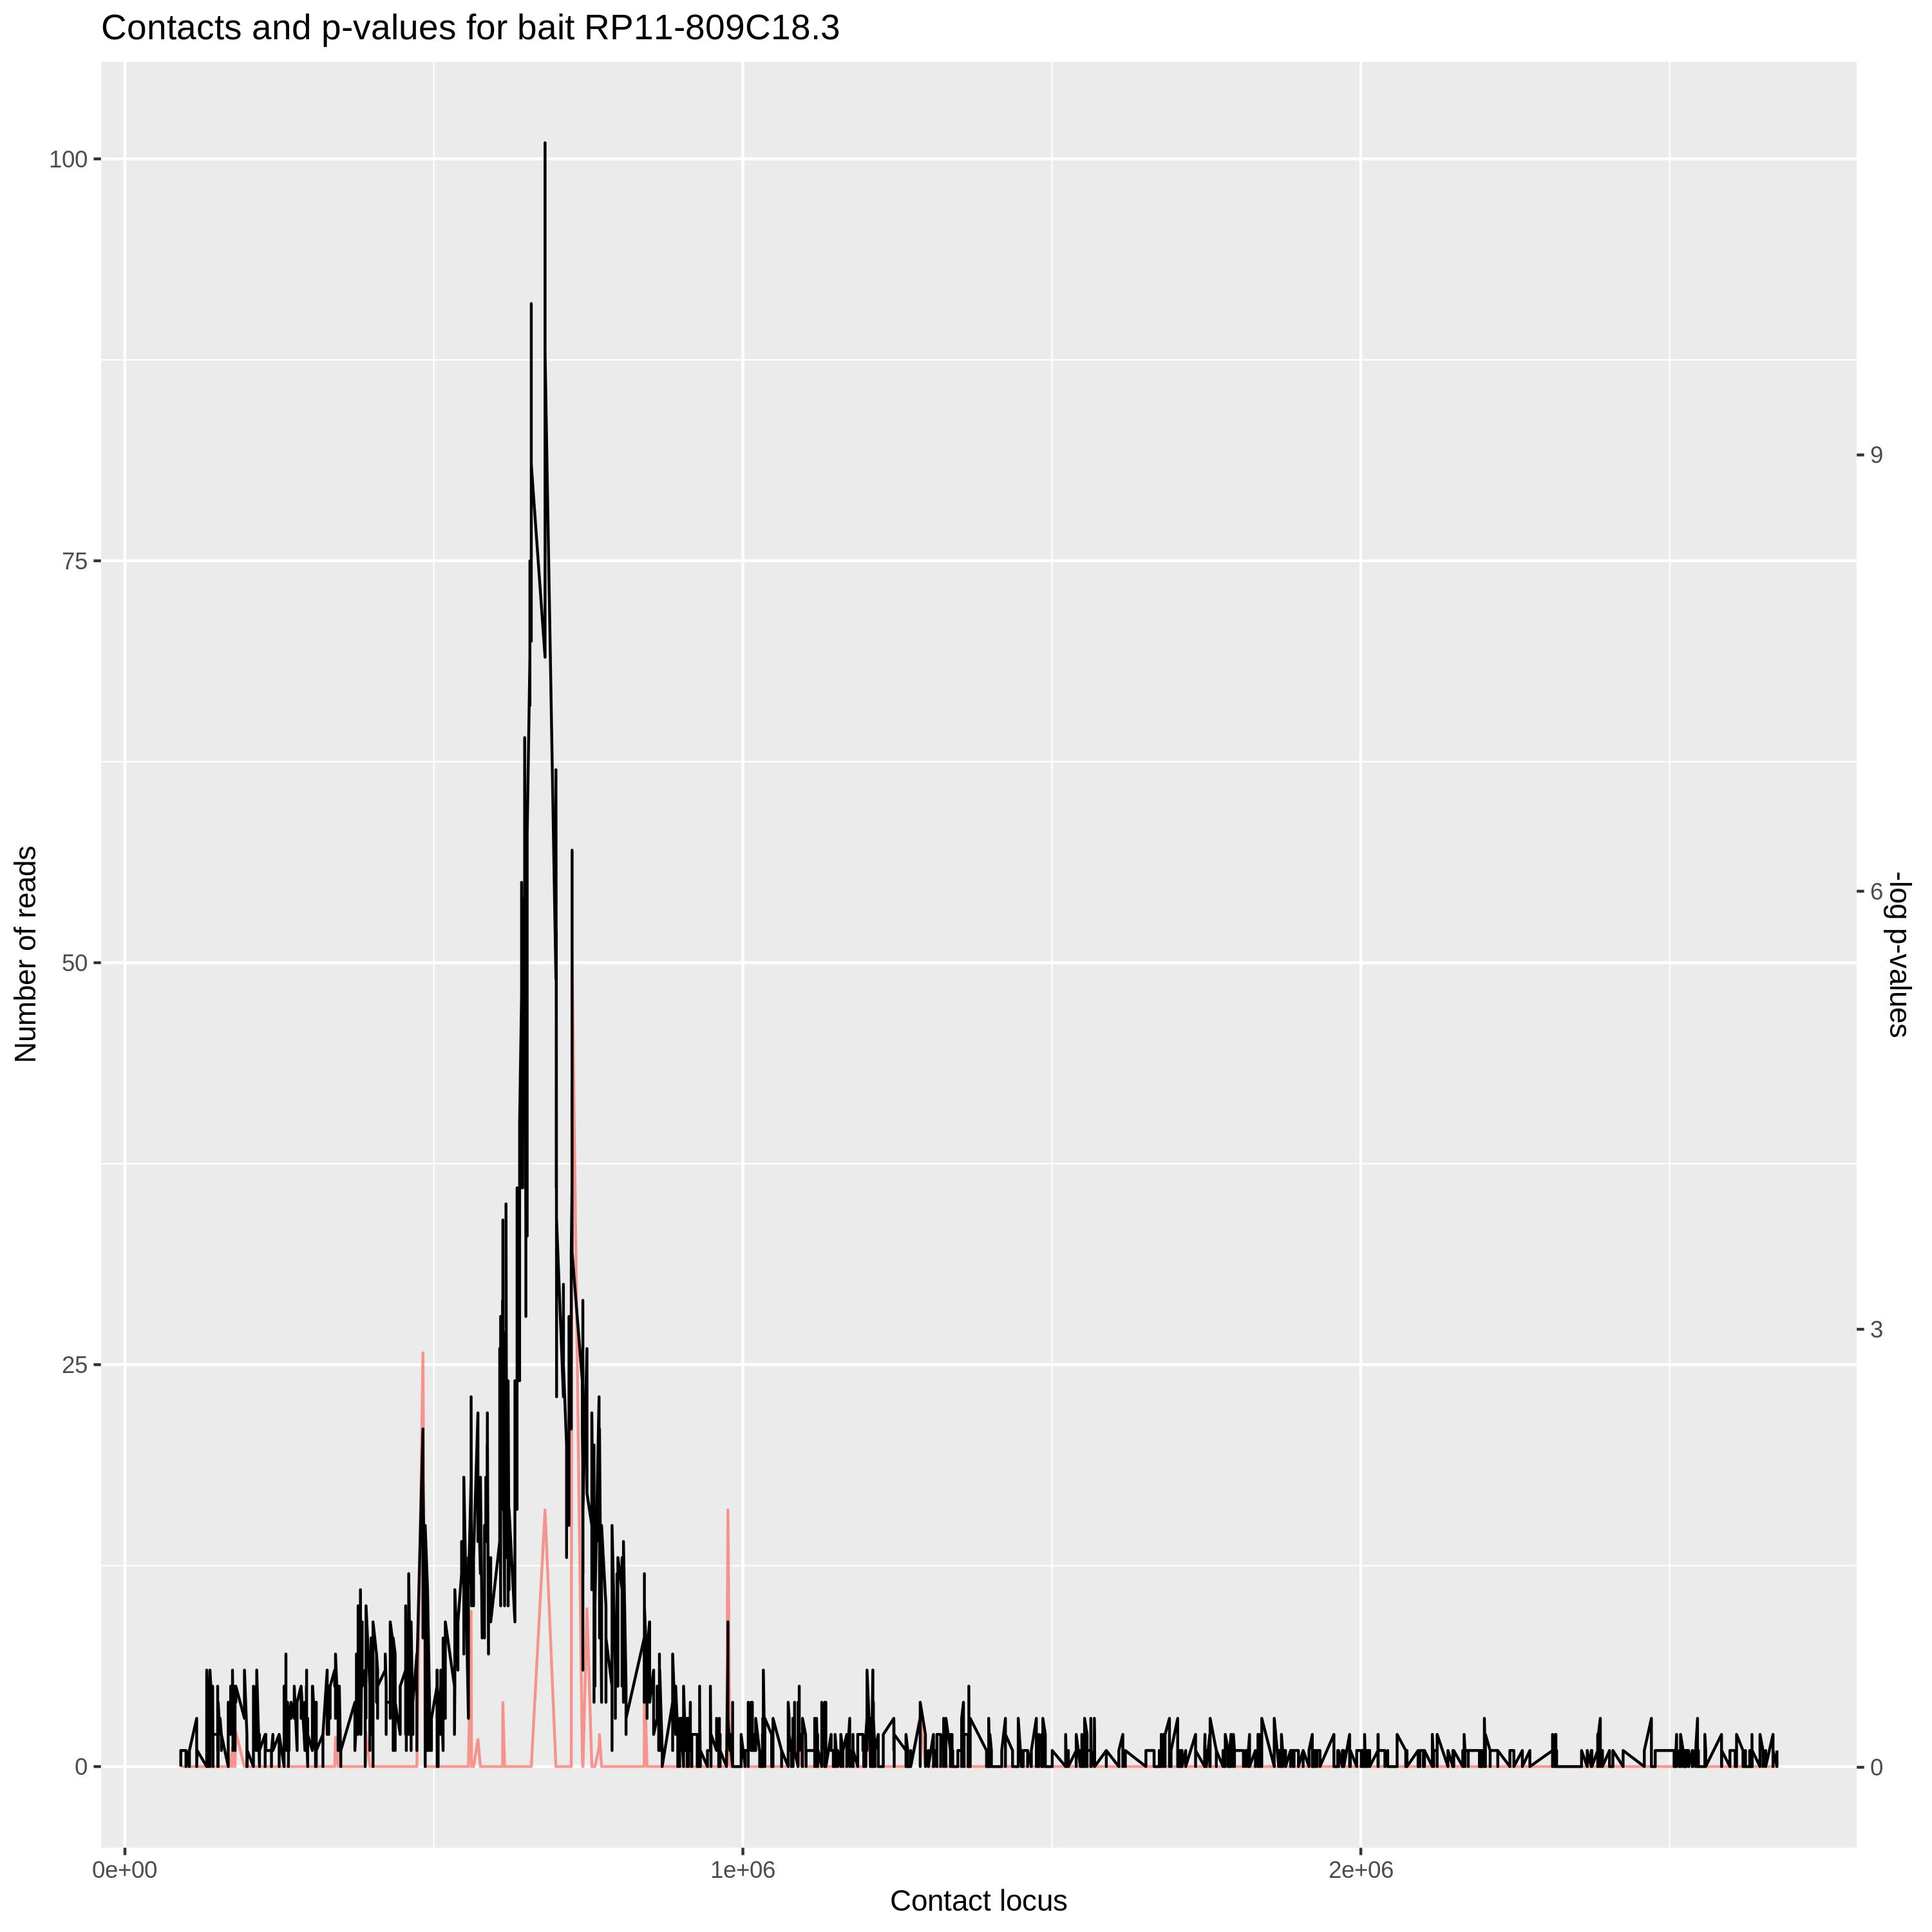 Contacts and p-values for bait RP11-809C18.3
100
75
50
25
0
Number of reads
9
6
3
0
-log p-values
0e+00 1e+06 2e+06
Contact locus